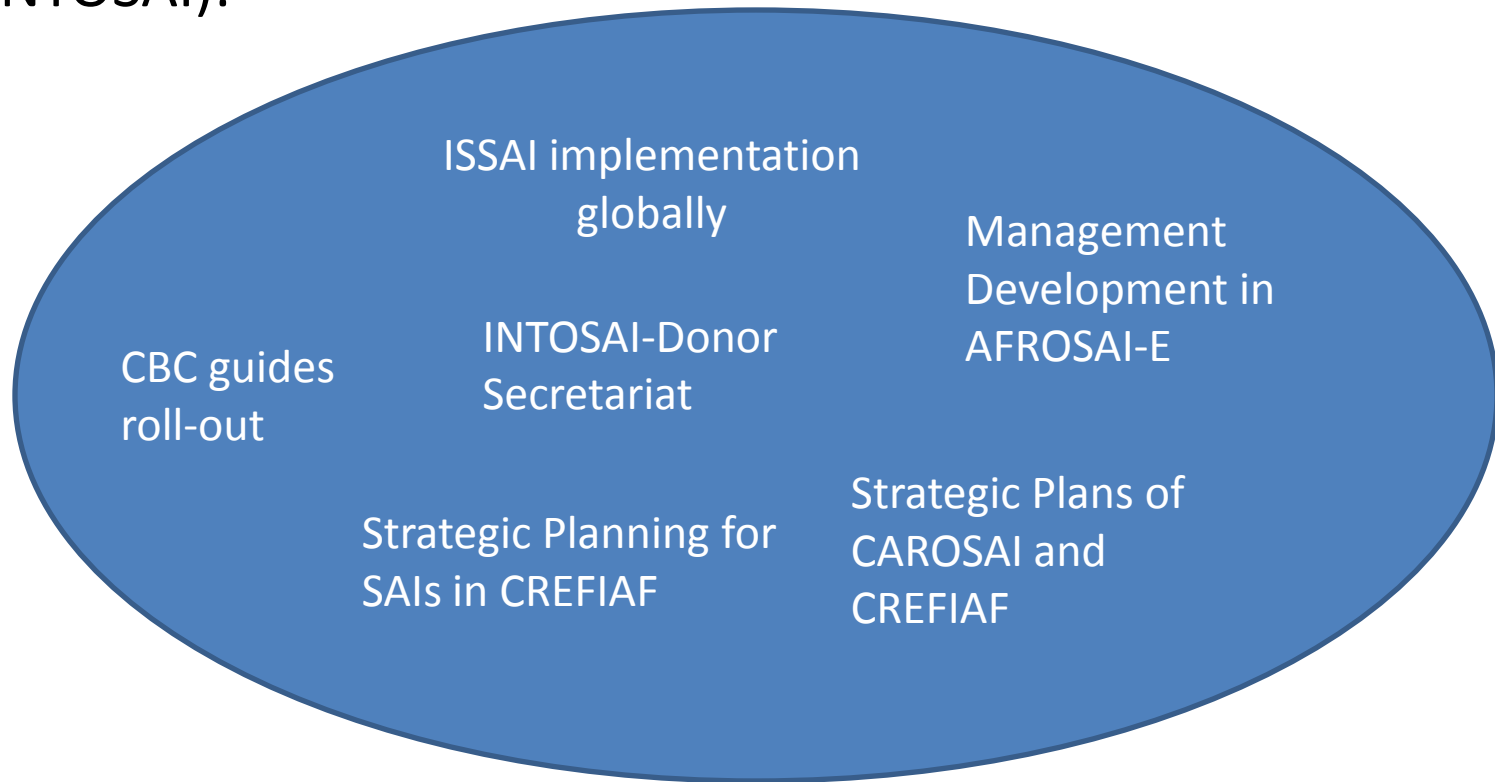 NTOSAI).
ISSAI implementation
globally
Management
Development in
AFROSAI-E
INTOSAI-Donor
Secretariat
CBC guides
roll-out
Strategic Planning for
SAIs in CREFIAF
Strategic Plans of
CAROSAI and
CREFIAF